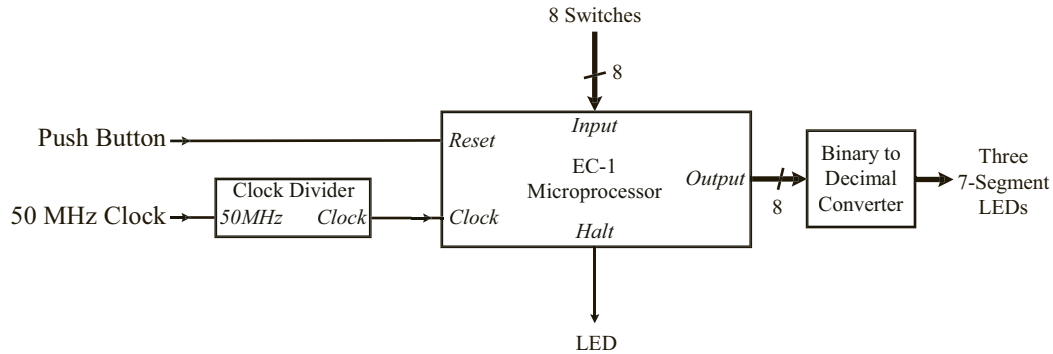 8 Switches
8
Push Button
Reset
Input
EC-1
Microprocessor
Output
8
Binary to
Decimal
Converter
Three
7-Segment
LEDs
50 MHz Clock
Clock Divider
50MHz
Clock
Clock
Halt
LED